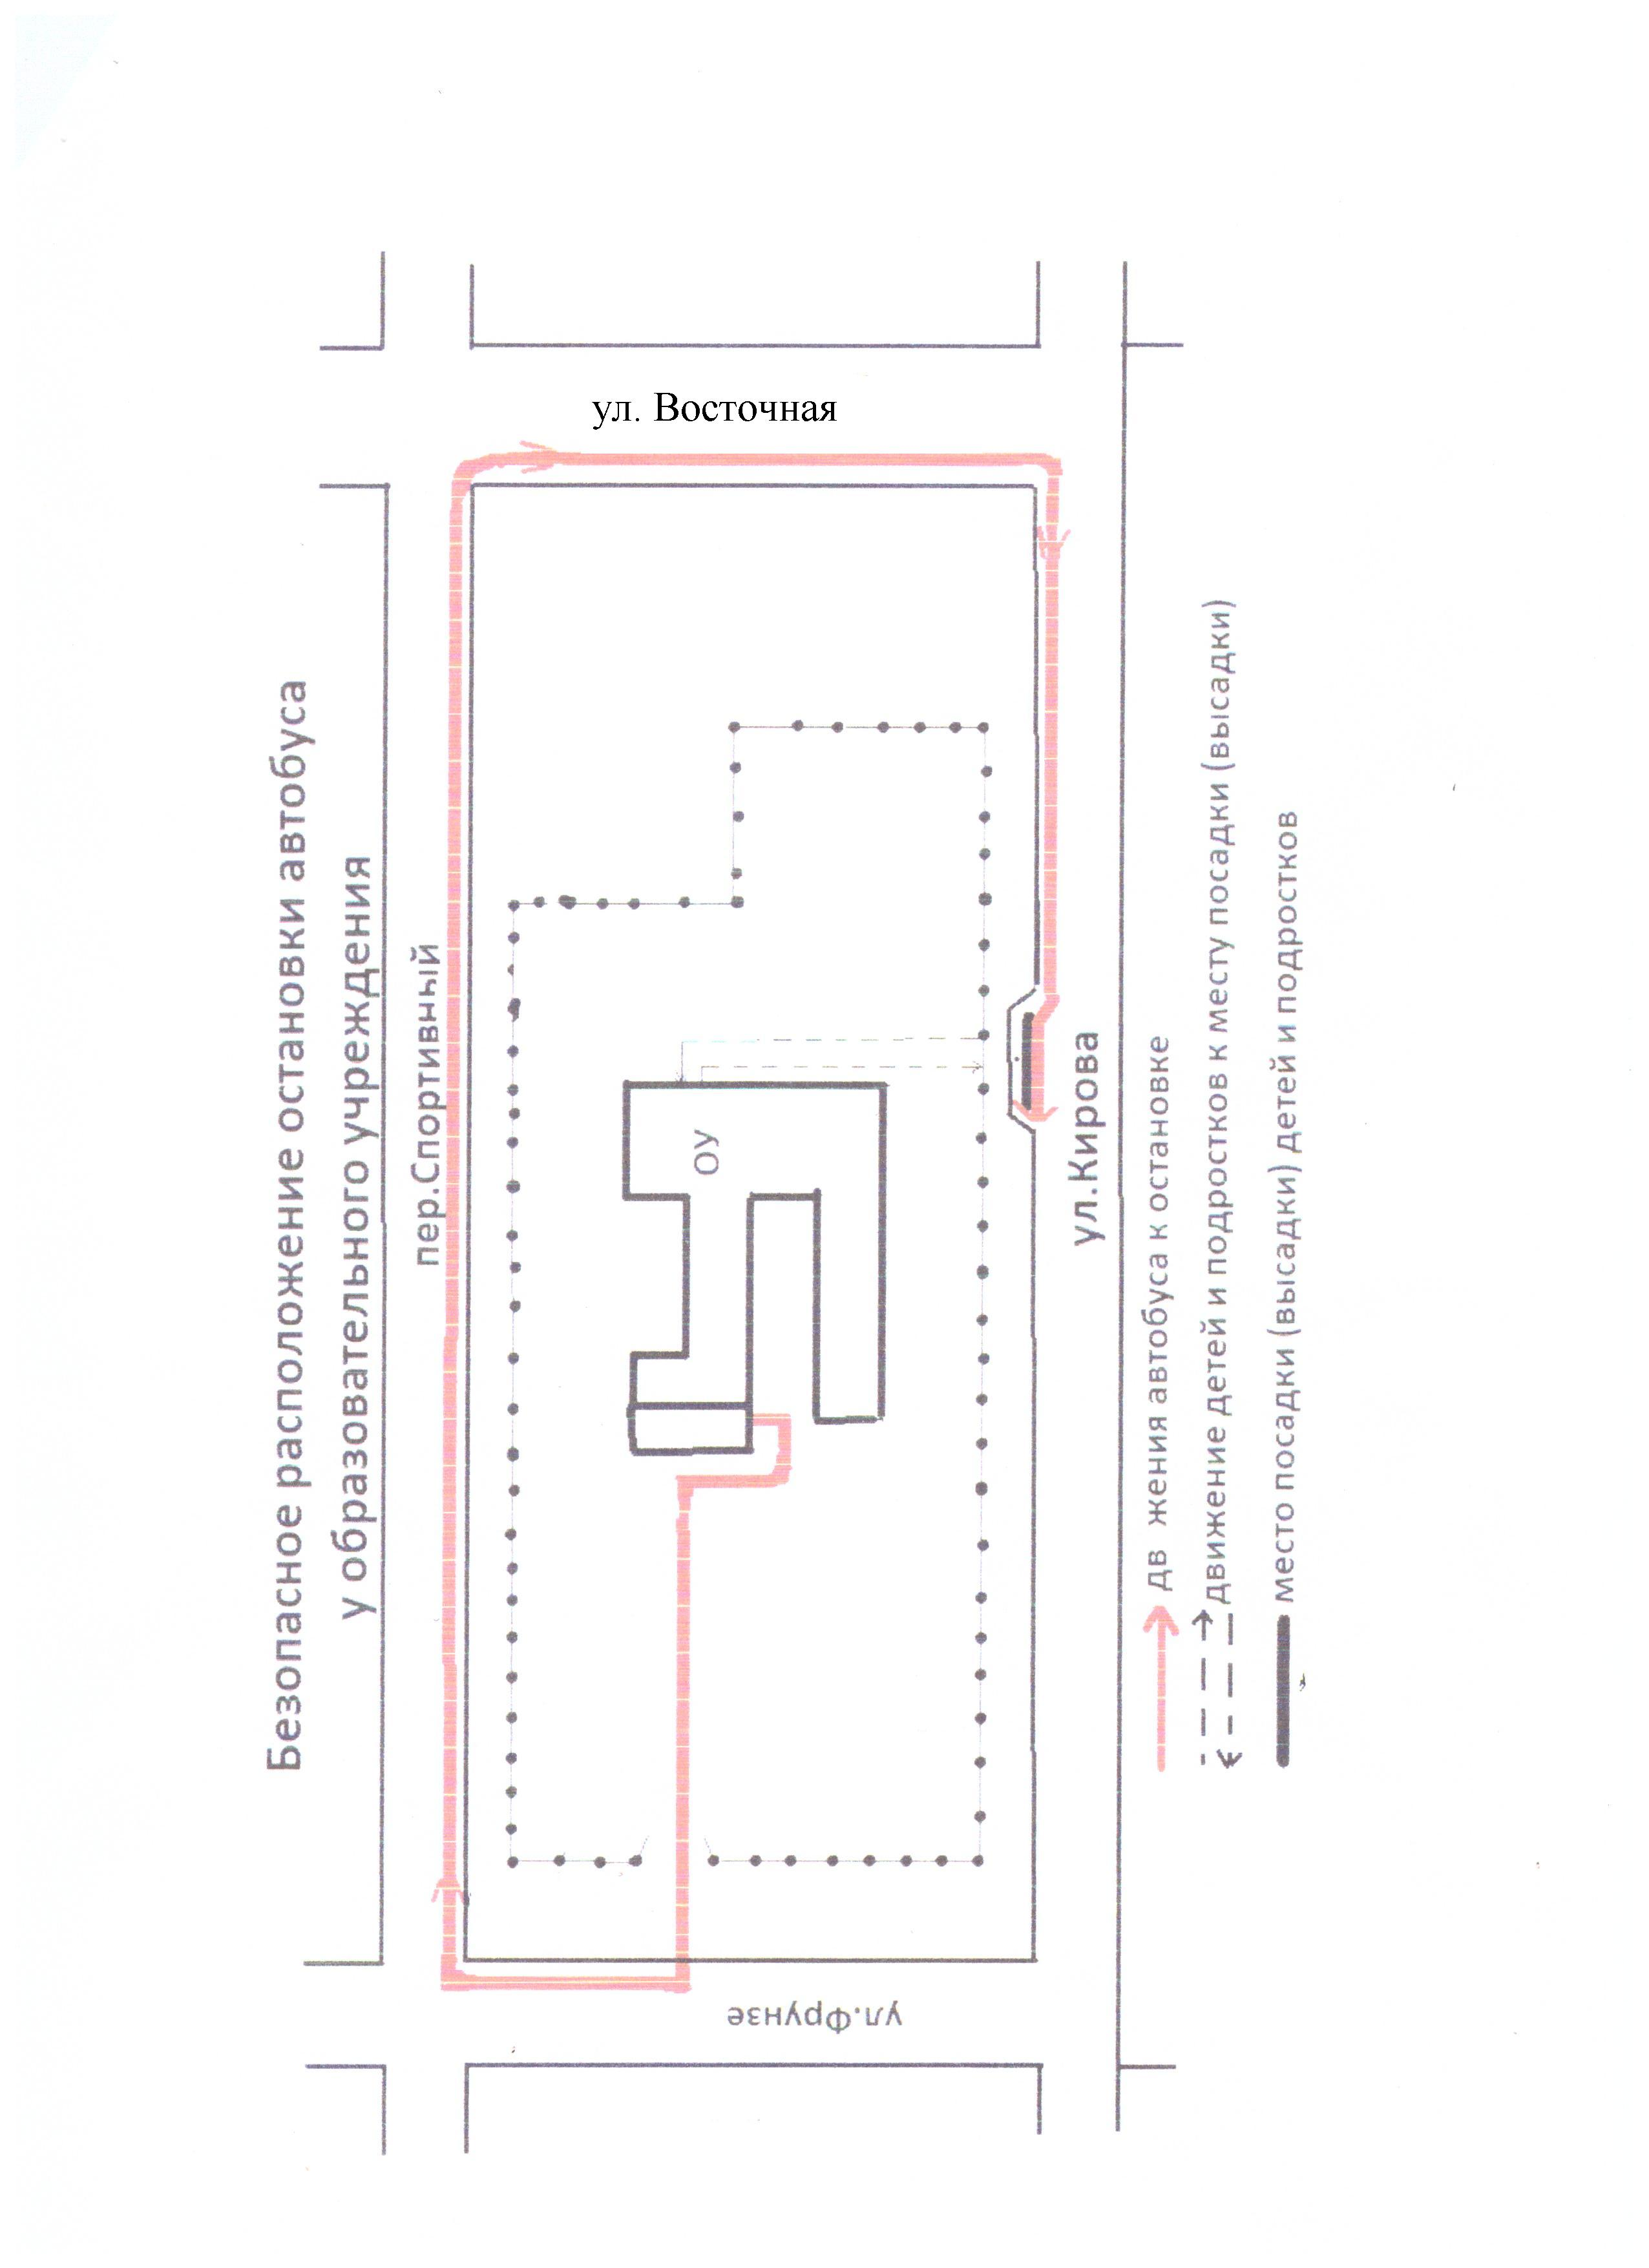 Безопасное расположение остановки автобуса
у образовательного учреждения
пер.Спортивный
ул. Восточная
ОУ
ул.Фрунзе
ул.Кирова
дв жения автобуса к остановке
движение детей и подростков к месту посадки (высадки)
место посадки (высадки) детей и подростков